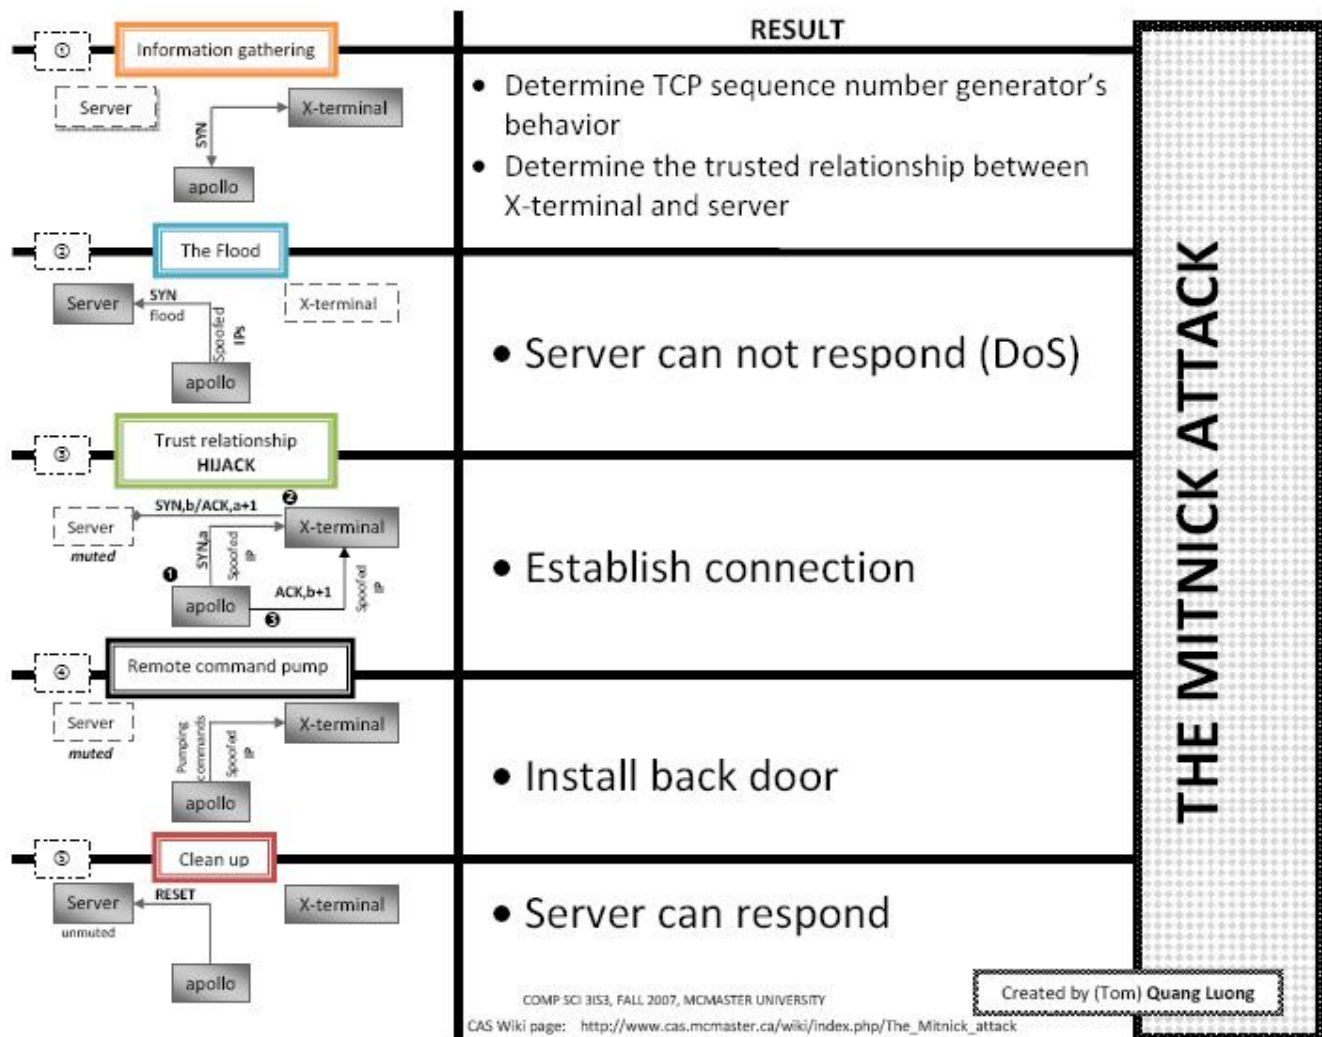 RESULT
①
Information gathering
Server
X-terminal
SYN
apollo
• Determine TCP sequence number generator’s
behavior
• Determine the trusted relationship between
X-terminal and server
②
The Flood
Server
SYN
flood
Spoofed
IPs
X-terminal
apollo
• Server can not respond (DoS)
③
Trust relationship
HIJACK
SYN,b/ACK,a+1
❷
Server
muted
X-terminal
SYN,a
Spoofed
IP
❶
apollo
ACK,b+1
❸
Spoofed
IP
• Establish connection
④
Remote command pump
Server
muted
X-terminal
Pumping
commands
Spoofed
IP
apollo
• Install back door
⑤
Clean up
Server
unmuted
RESET
X-terminal
apollo
• Server can respond
THE MITNICK ATTACK
Created by (Tom) Quang Luong
COMP SCI 3IS3, FALL 2007, MCMASTER UNIVERSITY
CAS Wiki page: http://www.cas.mcmaster.ca/wiki/index.php/The_Mitnick_attack